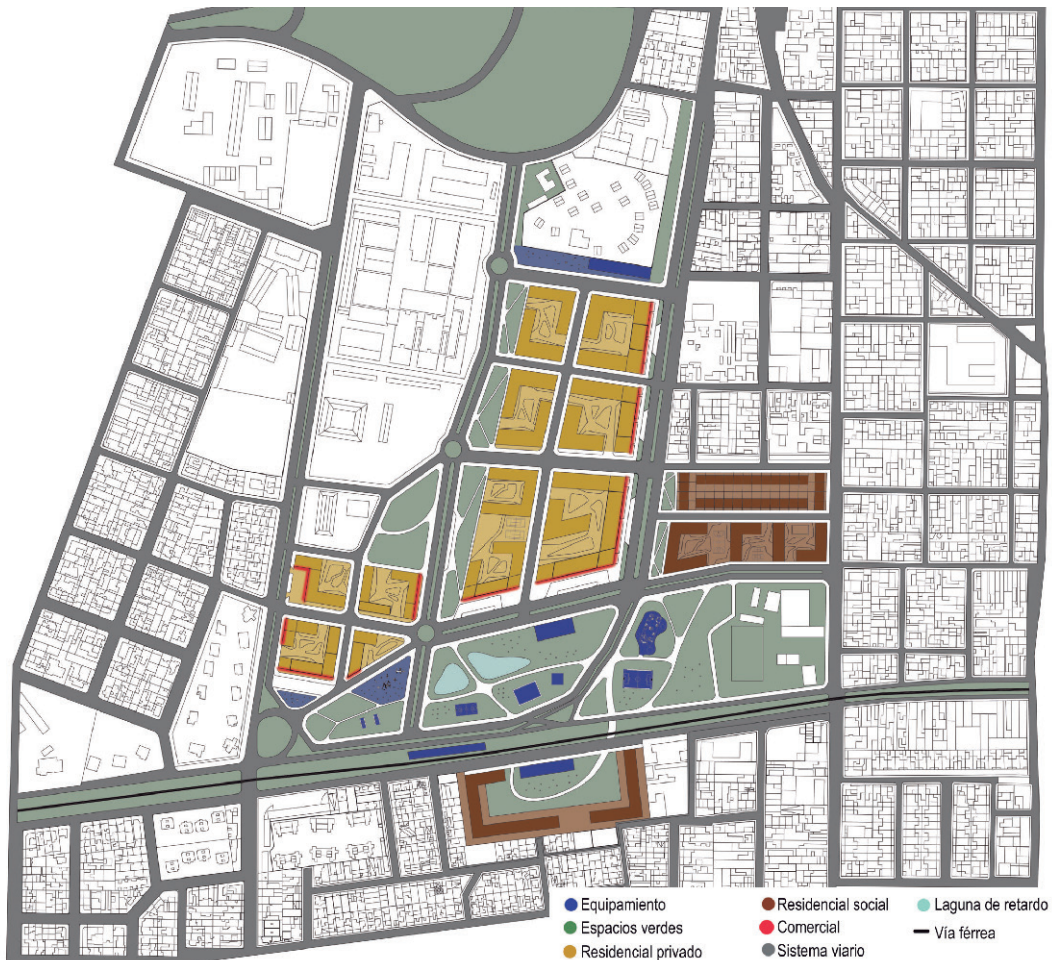 Equipamiento
Espacios verdes
Residencial privado
Residencial social
Comercial
Sistema viario
Laguna de retardo
Vía férrea